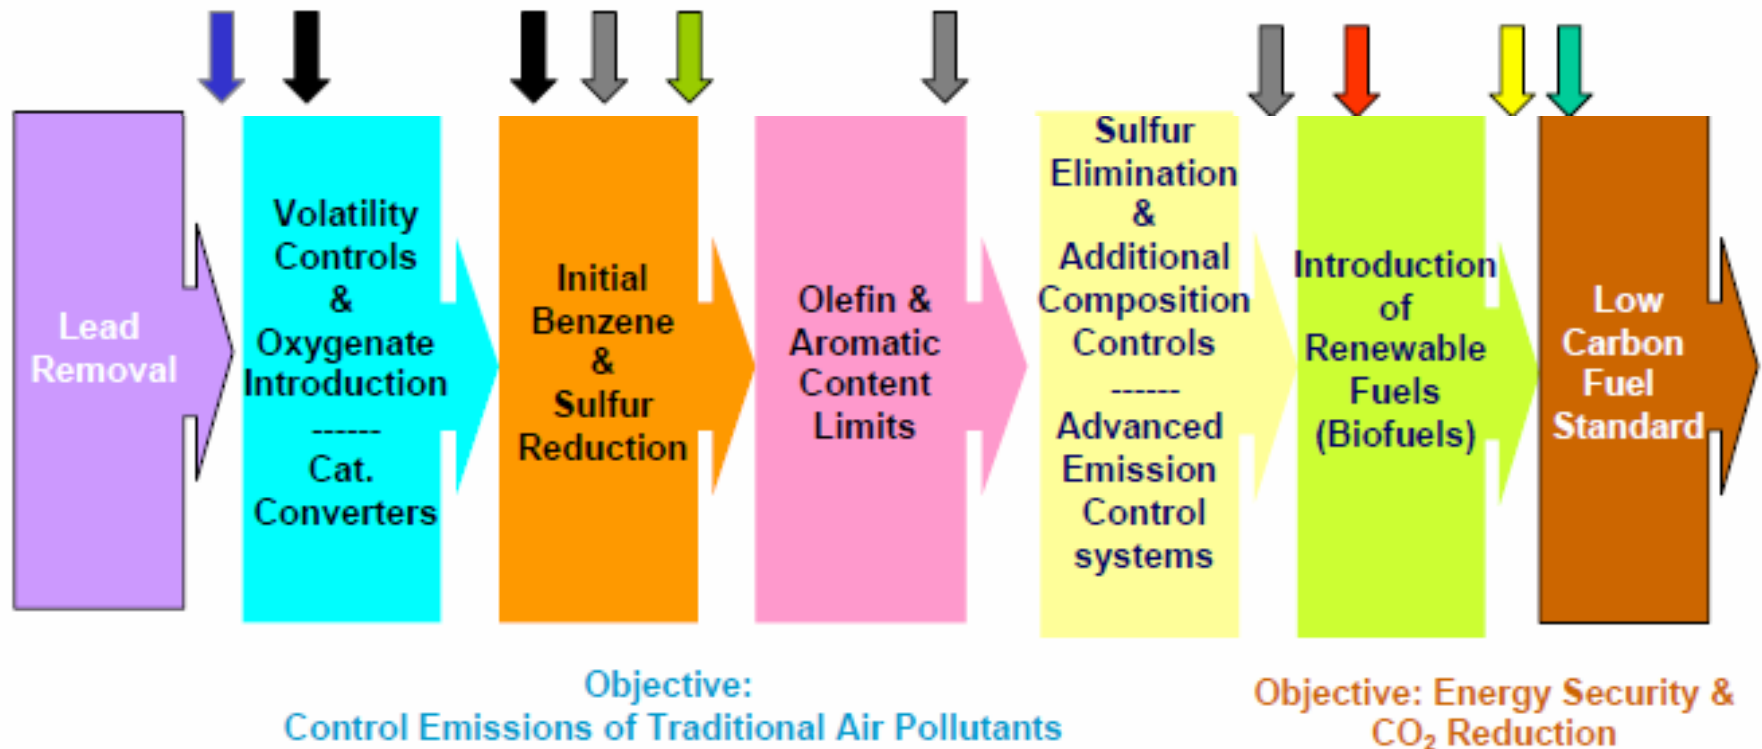 Lead
Removal
Volatility
Controls
&
Oxygenate
Introduction
------
Cat.
Converters
Initial
Benzene
&
Sulfur
Reduction
Olefin &
Aromatic
Content
Limits
Sulfur
Elimination
&
Additional
Composition
Controls
------
Advanced
Emission
Control
systems
Introduction
of
Renewable
Fuels
(Biofuels)
Low
Carbon
Fuel
Standard
Objective:
Control Emissions of Traditional Air Pollutants
Objective: Energy Security &
CO₂ Reduction